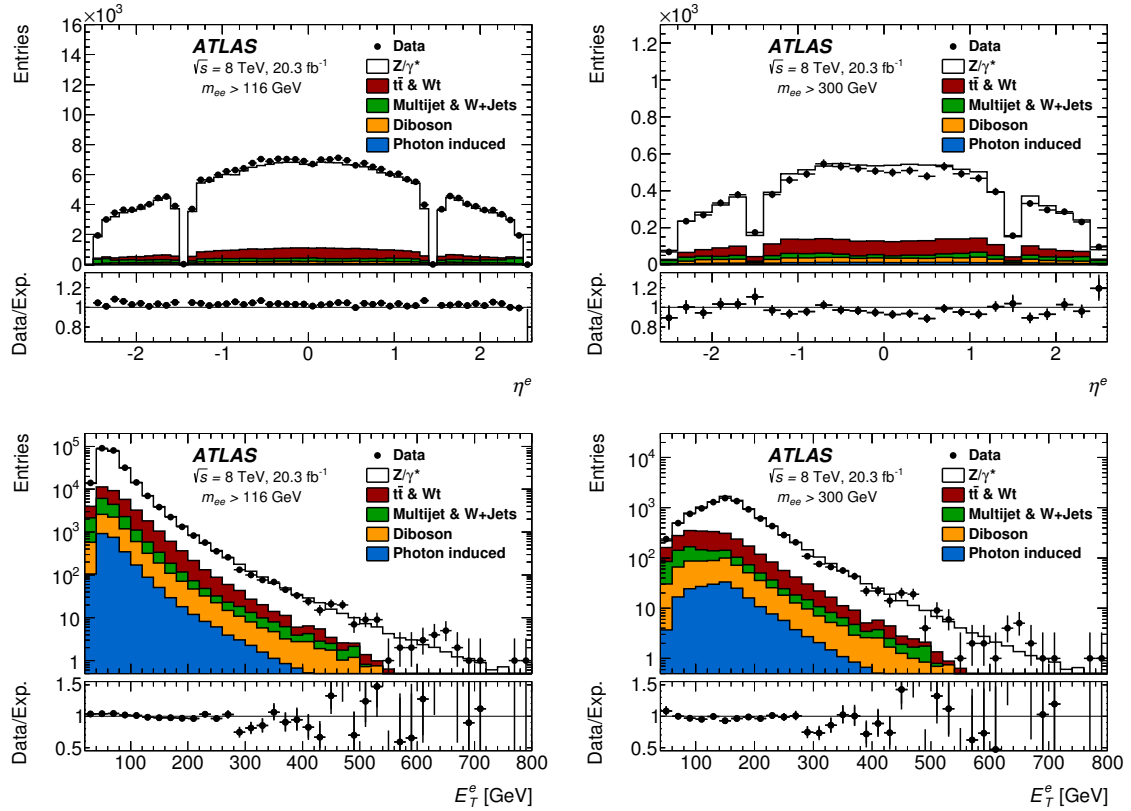 ×10³
Entries
16
14
12
10
8
6
4
2
0
ATLAS
√s = 8 TeV, 20.3 fb⁻¹
m_ee > 116 GeV
Data
Z/γ*
tt̄ & Wt
Multijet & W+Jets
Diboson
Photon induced
Data/Exp.
1.2
1
0.8
-2 -1 0 1 2
η^e
×10³
Entries
1.2
1
0.8
0.6
0.4
0.2
0
ATLAS
√s = 8 TeV, 20.3 fb⁻¹
m_ee > 300 GeV
Data
Z/γ*
tt̄ & Wt
Multijet & W+Jets
Diboson
Photon induced
Data/Exp.
1.2
1
0.8
-2 -1 0 1 2
η^e
Entries
10⁵
10⁴
10³
10²
10
1
ATLAS
√s = 8 TeV, 20.3 fb⁻¹
m_ee > 116 GeV
Data
Z/γ*
tt̄ & Wt
Multijet & W+Jets
Diboson
Photon induced
Data/Exp.
1.5
1
0.5
100 200 300 400 500 600 700 800
E_T^e [GeV]
Entries
10⁴
10³
10²
10
1
ATLAS
√s = 8 TeV, 20.3 fb⁻¹
m_ee > 300 GeV
Data
Z/γ*
tt̄ & Wt
Multijet & W+Jets
Diboson
Photon induced
Data/Exp.
1.5
1
0.5
100 200 300 400 500 600 700 800
E_T^e [GeV]